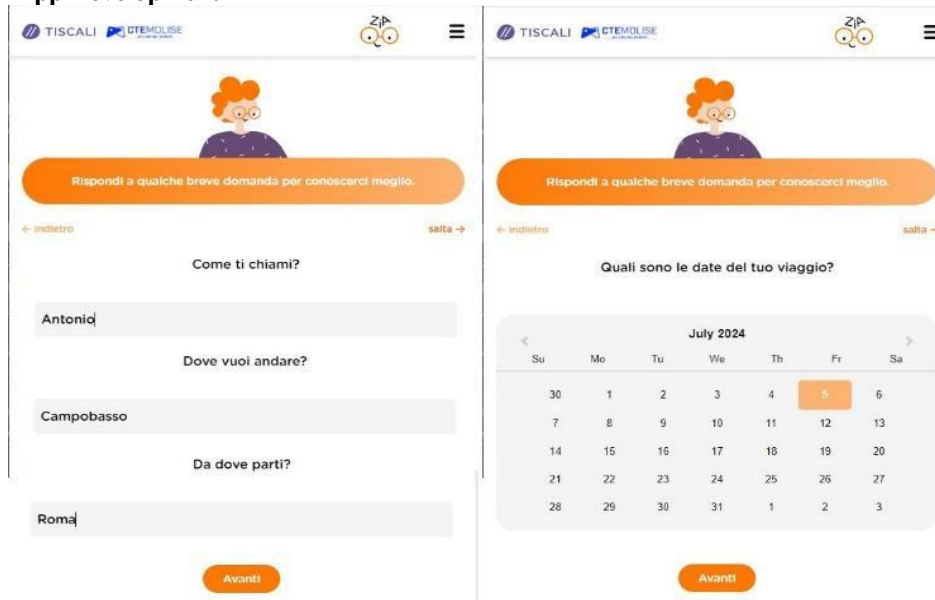 TISCALI CTEMOLISE ZIP
Rispondi a qualche breve domanda per conoscerci meglio.
← indietro salta →
Come ti chiami?
Antonio
Dove vuoi andare?
Campobasso
Da dove parti?
Roma
Avanti
TISCALI CTEMOLISE ZIP
Rispondi a qualche breve domanda per conoscerci meglio.
← indietro salta
Quali sono le date del tuo viaggio?
< July 2024 >
Su Mo Tu We Th Fr Sa
30 1 2 3 4 5 6
7 8 9 10 11 12 13
14 15 16 17 18 19 20
21 22 23 24 25 26 27
28 29 30 31 1 2 3
Avanti